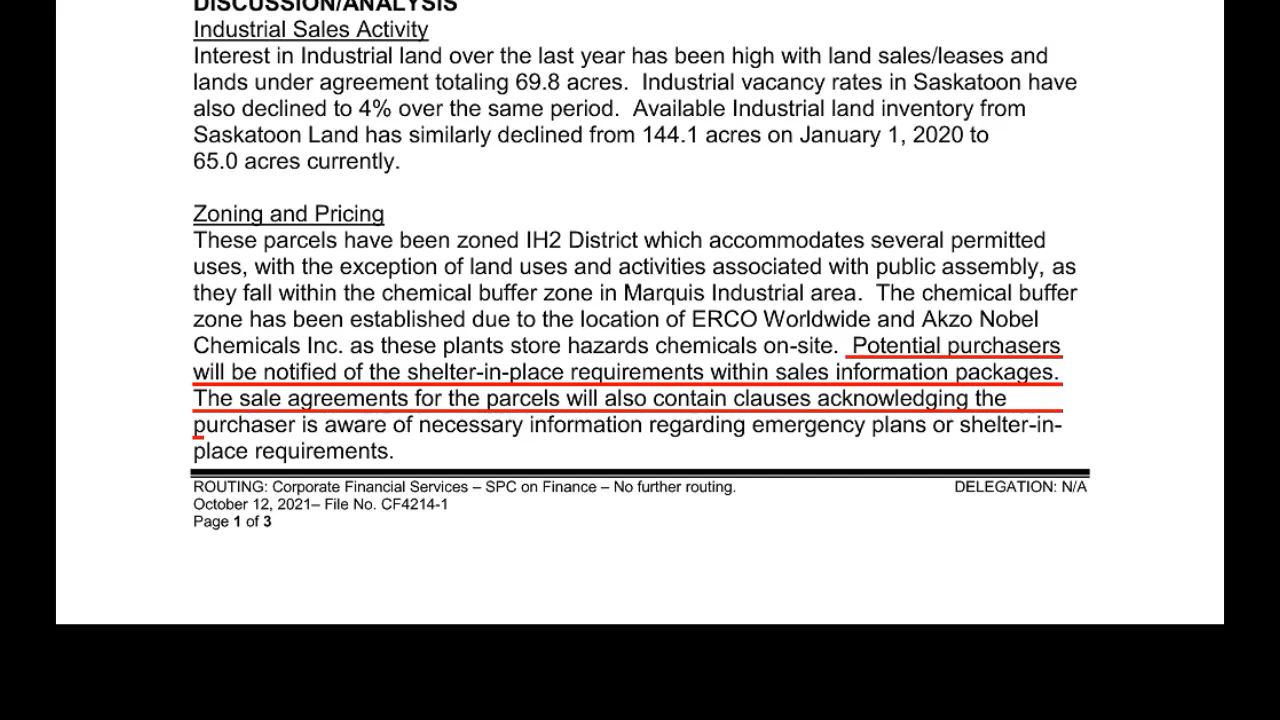 DISCUSSION/ANALYSIS
Industrial Sales Activity
Interest in Industrial land over the last year has been high with land sales/leases and
lands under agreement totaling 69.8 acres.  Industrial vacancy rates in Saskatoon have
also declined to 4% over the same period.  Available Industrial land inventory from
Saskatoon Land has similarly declined from 144.1 acres on January 1, 2020 to
65.0 acres currently.
Zoning and Pricing
These parcels have been zoned IH2 District which accommodates several permitted
uses, with the exception of land uses and activities associated with public assembly, as
they fall within the chemical buffer zone in Marquis Industrial area.  The chemical buffer
zone has been established due to the location of ERCO Worldwide and Akzo Nobel
Chemicals Inc. as these plants store hazards chemicals on-site.  Potential purchasers
will be notified of the shelter-in-place requirements within sales information packages.
The sale agreements for the parcels will also contain clauses acknowledging the
purchaser is aware of necessary information regarding emergency plans or shelter-in-
place requirements.
ROUTING: Corporate Financial Services – SPC on Finance – No further routing. DELEGATION: N/A
October 12, 2021– File No. CF4214-1
Page 1 of 3